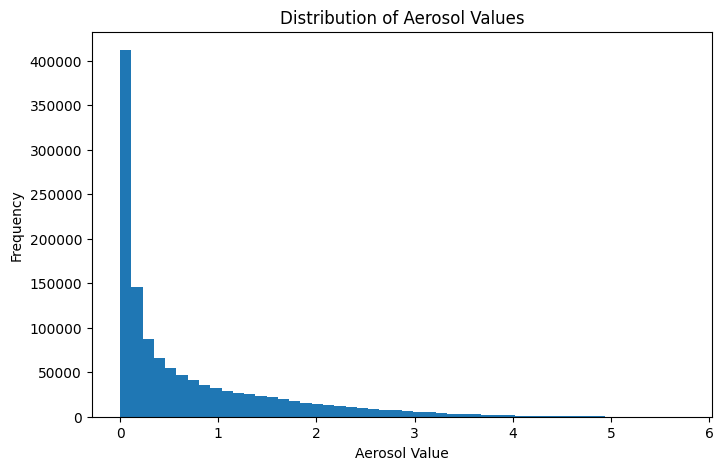 Distribution of Aerosol Values
400000
350000
300000
250000
200000
150000
100000
50000
0
Frequency
0 1 2 3 4 5 6
Aerosol Value